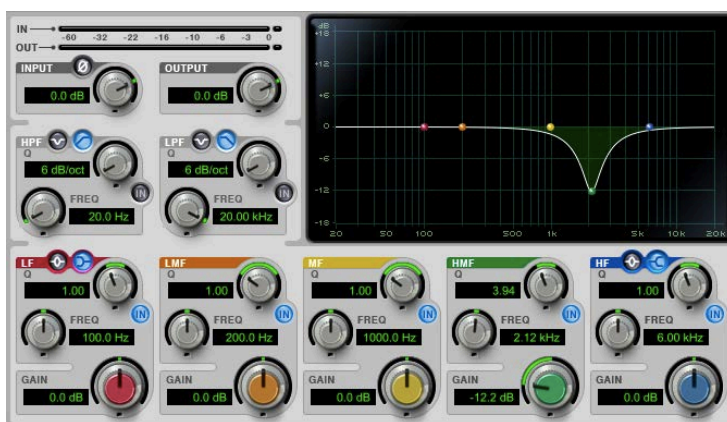 IN
-60 -32 -22 -16 -10 -6 -3 0
OUT
INPUT Ø OUTPUT
0.0 dB 0.0 dB
HPF LPF
Q Q
6 dB/oct 6 dB/oct
IN IN
FREQ FREQ
20.0 Hz 20.00 kHz
dB
+18
+12
+6
0
-6
-12
-18
20 50 100 500 1k 5k 10k 20k
LF LMF MF HMF HF
Q Q Q Q Q
1.00 1.00 1.00 3.94 1.00
IN IN IN IN IN
FREQ FREQ FREQ FREQ FREQ
100.0 Hz 200.0 Hz 1000.0 Hz 2.12 kHz 6.00 kHz
GAIN GAIN GAIN GAIN GAIN
0.0 dB 0.0 dB 0.0 dB -12.2 dB 0.0 dB